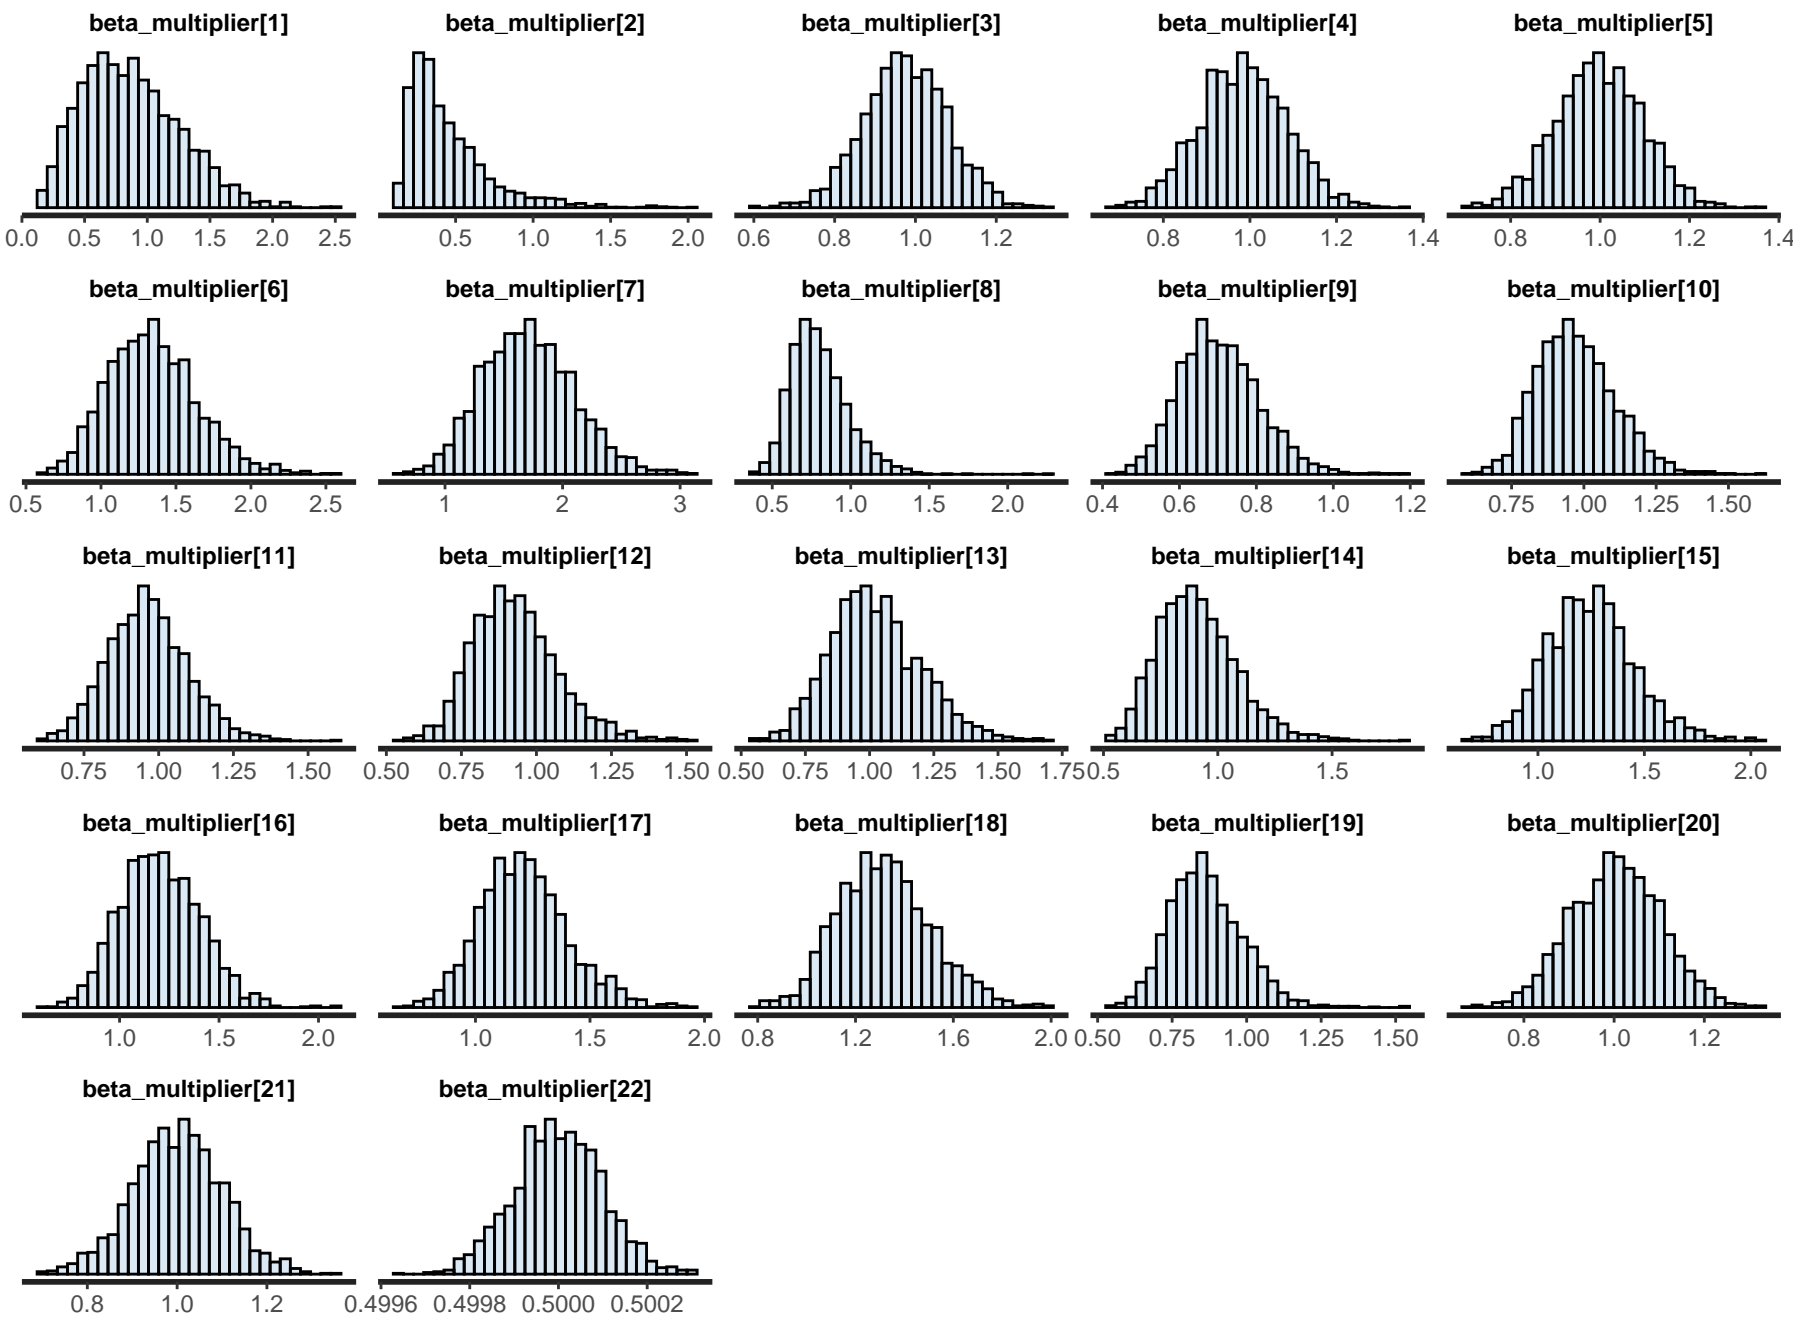 beta_multiplier[1] beta_multiplier[2] beta_multiplier[3] beta_multiplier[4] beta_multiplier[5]
0.0 0.5 1.0 1.5 2.0 2.5 0.5 1.0 1.5 2.0 0.6 0.8 1.0 1.2 0.8 1.0 1.2 1.4 0.8 1.0 1.2 1.4
beta_multiplier[6] beta_multiplier[7] beta_multiplier[8] beta_multiplier[9] beta_multiplier[10]
0.5 1.0 1.5 2.0 2.5 1 2 3 0.5 1.0 1.5 2.0 0.4 0.6 0.8 1.0 1.2 0.75 1.00 1.25 1.50
beta_multiplier[11] beta_multiplier[12] beta_multiplier[13] beta_multiplier[14] beta_multiplier[15]
0.75 1.00 1.25 1.50 0.50 0.75 1.00 1.25 1.50 0.50 0.75 1.00 1.25 1.50 1.75 0.5 1.0 1.5 1.0 1.5 2.0
beta_multiplier[16] beta_multiplier[17] beta_multiplier[18] beta_multiplier[19] beta_multiplier[20]
1.0 1.5 2.0 1.0 1.5 2.0 0.8 1.2 1.6 2.0 0.50 0.75 1.00 1.25 1.50 0.8 1.0 1.2
beta_multiplier[21] beta_multiplier[22]
0.8 1.0 1.2 0.4996 0.4998 0.5000 0.5002